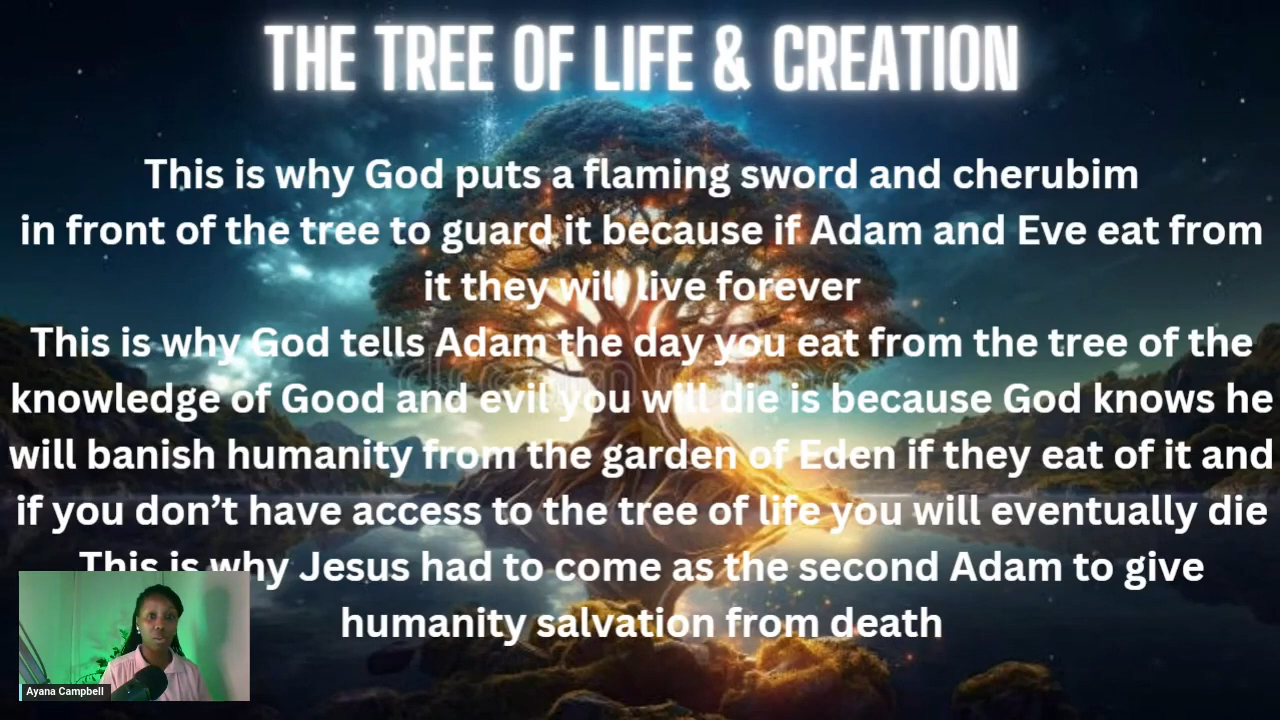 THE TREE OF LIFE & CREATION
This is why God puts a flaming sword and cherubim
in front of the tree to guard it because if Adam and Eve eat from
it they will live forever
This is why God tells Adam the day you eat from the tree of the
knowledge of Good and evil you will die is because God knows he
will banish humanity from the garden of Eden if they eat of it and
if you don’t have access to the tree of life you will eventually die
This is why Jesus had to come as the second Adam to give
humanity salvation from death
Ayana Campbell